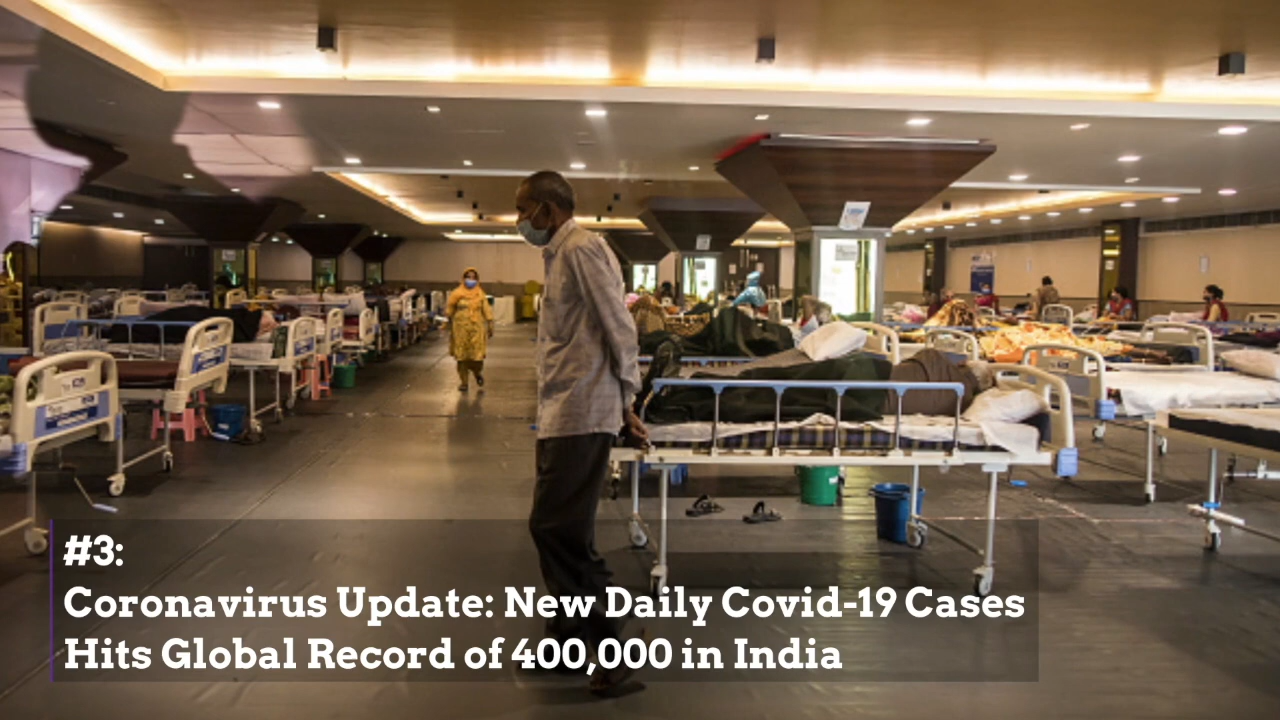 #3:
Coronavirus Update: New Daily Covid-19 Cases
Hits Global Record of 400,000 in India